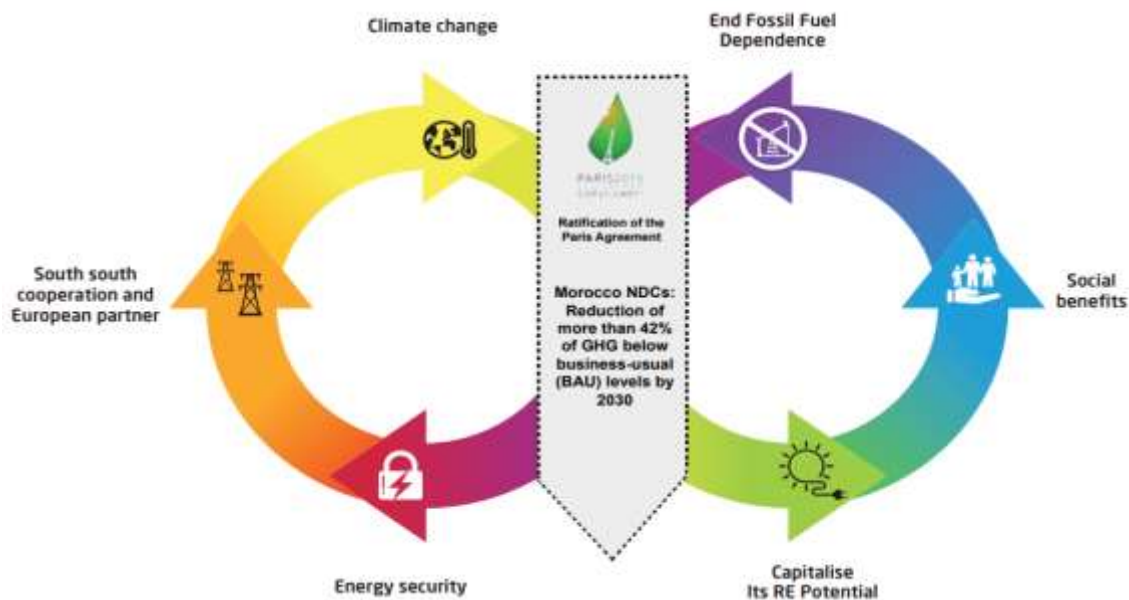 Climate change
End Fossil Fuel
Dependence
PARIS2015
Ratification of the
Paris Agreement
South south
cooperation and
European partner
Morocco NDCs:
Reduction of
more than 42%
of GHG below
business-usual
(BAU) levels by
2030
Social
benefits
Energy security
Capitalise
Its RE Potential